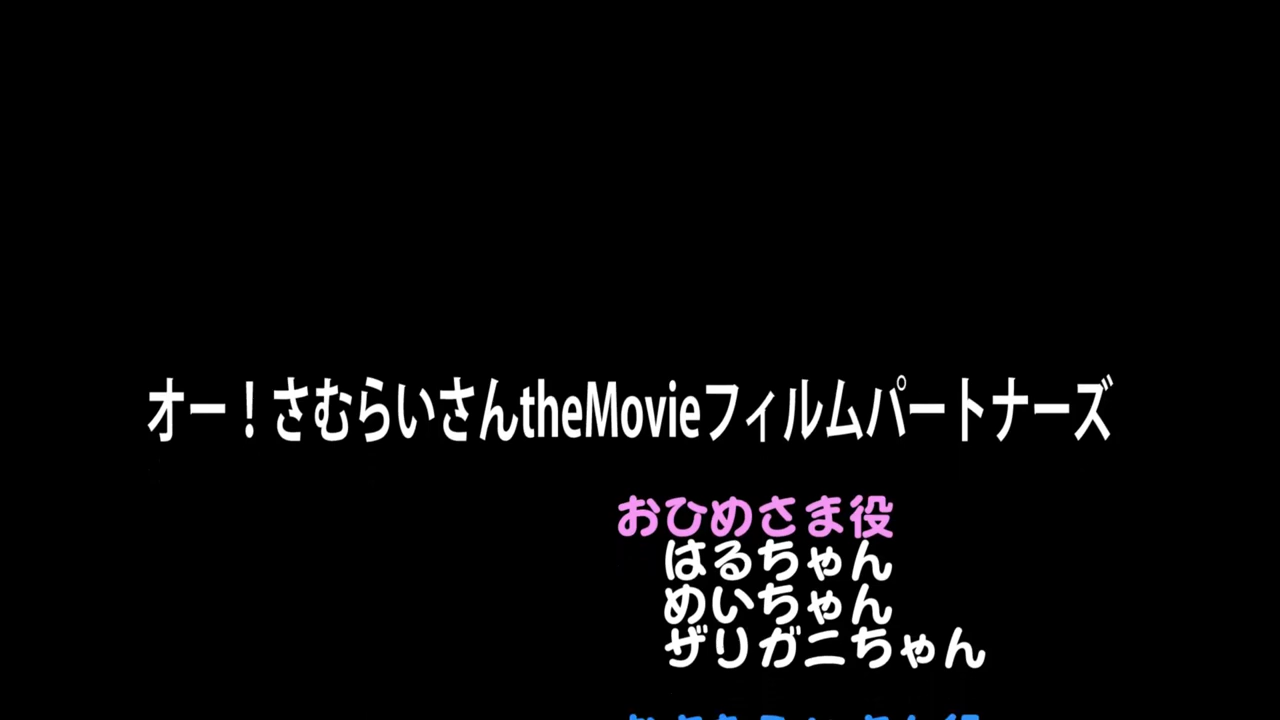 オー！さむらいさんtheMovieフィルムパートナーズ
おひめさま役
はるちゃん
めいちゃん
ザリガニちゃん